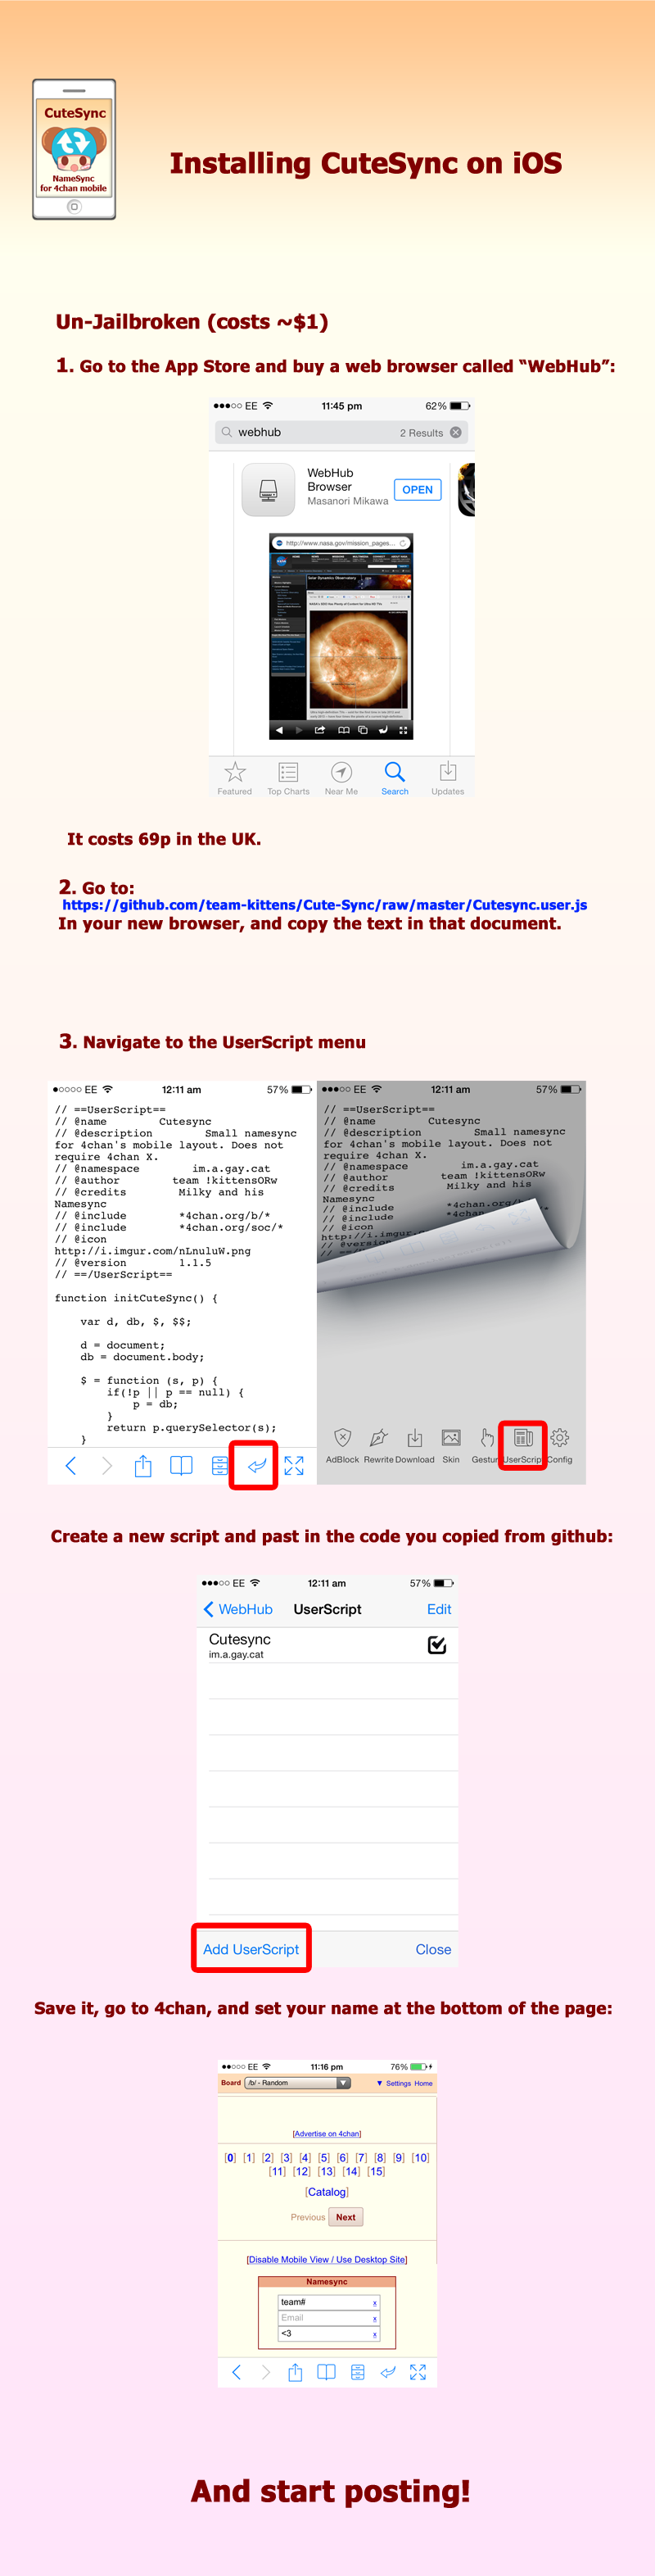 CuteSync
NameSync
for 4chan mobile
Installing CuteSync on iOS
Un-Jailbroken (costs ~$1)
1. Go to the App Store and buy a web browser called “WebHub”:
EE 11:45 pm 62%
webhub 2 Results
WebHub
Browser
Masanori Mikawa
OPEN
http://www.nasa.gov/mission_pages...
Solar Dynamics Observatory
Featured Top Charts Near Me Search Updates
It costs 69p in the UK.
2. Go to:
https://github.com/team-kittens/Cute-Sync/raw/master/Cutesync.user.js
In your new browser, and copy the text in that document.
3. Navigate to the UserScript menu
EE 12:11 am 57%
// ==UserScript==
// @name Cutesync
// @description Small namesync
for 4chan's mobile layout. Does not
require 4chan X.
// @namespace im.a.gay.cat
// @author team !kittensORw
// @credits Milky and his
Namesync
// @include *4chan.org/b/*
// @include *4chan.org/soc/*
// @icon
http://i.imgur.com/nLnuluW.png
// @version 1.1.5
// ==/UserScript==
function initCuteSync() {
var d, db, $, $$;
d = document;
db = document.body;
$ = function (s, p) {
if(!p || p == null) {
p = db;
}
return p.querySelector(s);
}
EE 12:11 am 57%
// ==UserScript==
// @name Cutesync
// @description Small namesync
for 4chan's mobile layout. Does not
require 4chan X.
// @namespace im.a.gay.cat
// @author team !kittensORw
// @credits Milky and his
Namesync
// @include *4chan.org/b/*
// @include *4chan.
// @icon
http://i.imgur.
// @version
// ==/UserScript
AdBlock Rewrite Download Skin Gestur UserScript Config
Create a new script and past in the code you copied from github:
EE 12:11 am 57%
WebHub UserScript Edit
Cutesync
im.a.gay.cat
Add UserScript Close
Save it, go to 4chan, and set your name at the bottom of the page:
EE 11:16 pm 76%
Board /b/ - Random ▼ Settings Home
[Advertise on 4chan]
[0] [1] [2] [3] [4] [5] [6] [7] [8] [9] [10]
[11] [12] [13] [14] [15]
[Catalog]
Previous Next
[Disable Mobile View / Use Desktop Site]
Namesync
team# x
Email x
<3 x
And start posting!